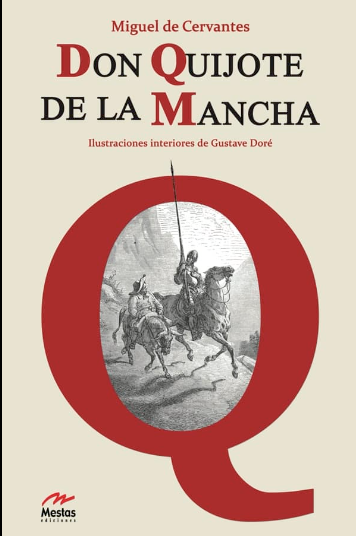 Miguel de Cervantes
DON QUIJOTE
DE LA MANCHA
Ilustraciones interiores de Gustave Doré
Q
Mestas
ediciones